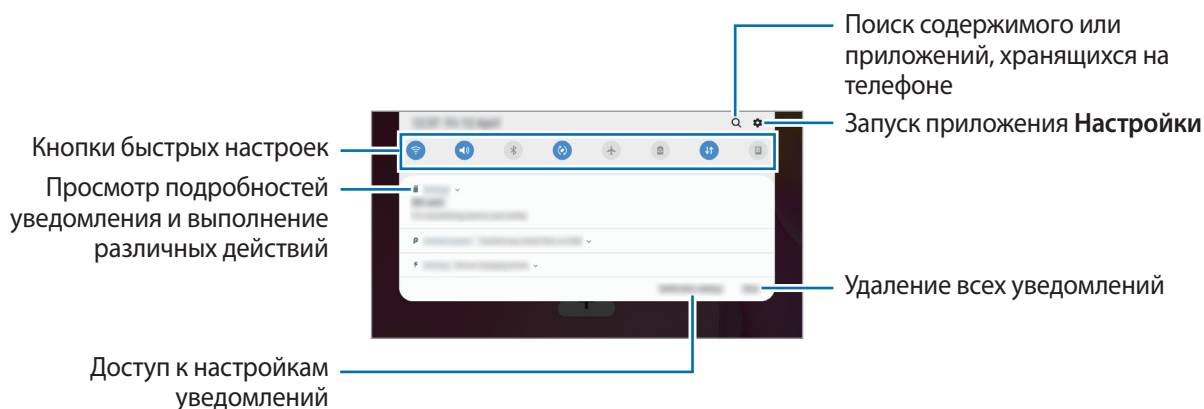 Поиск содержимого или
приложений, хранящихся на
телефоне
Запуск приложения Настройки
Кнопки быстрых настроек
Просмотр подробностей
уведомления и выполнение
различных действий
Удаление всех уведомлений
Доступ к настройкам
уведомлений